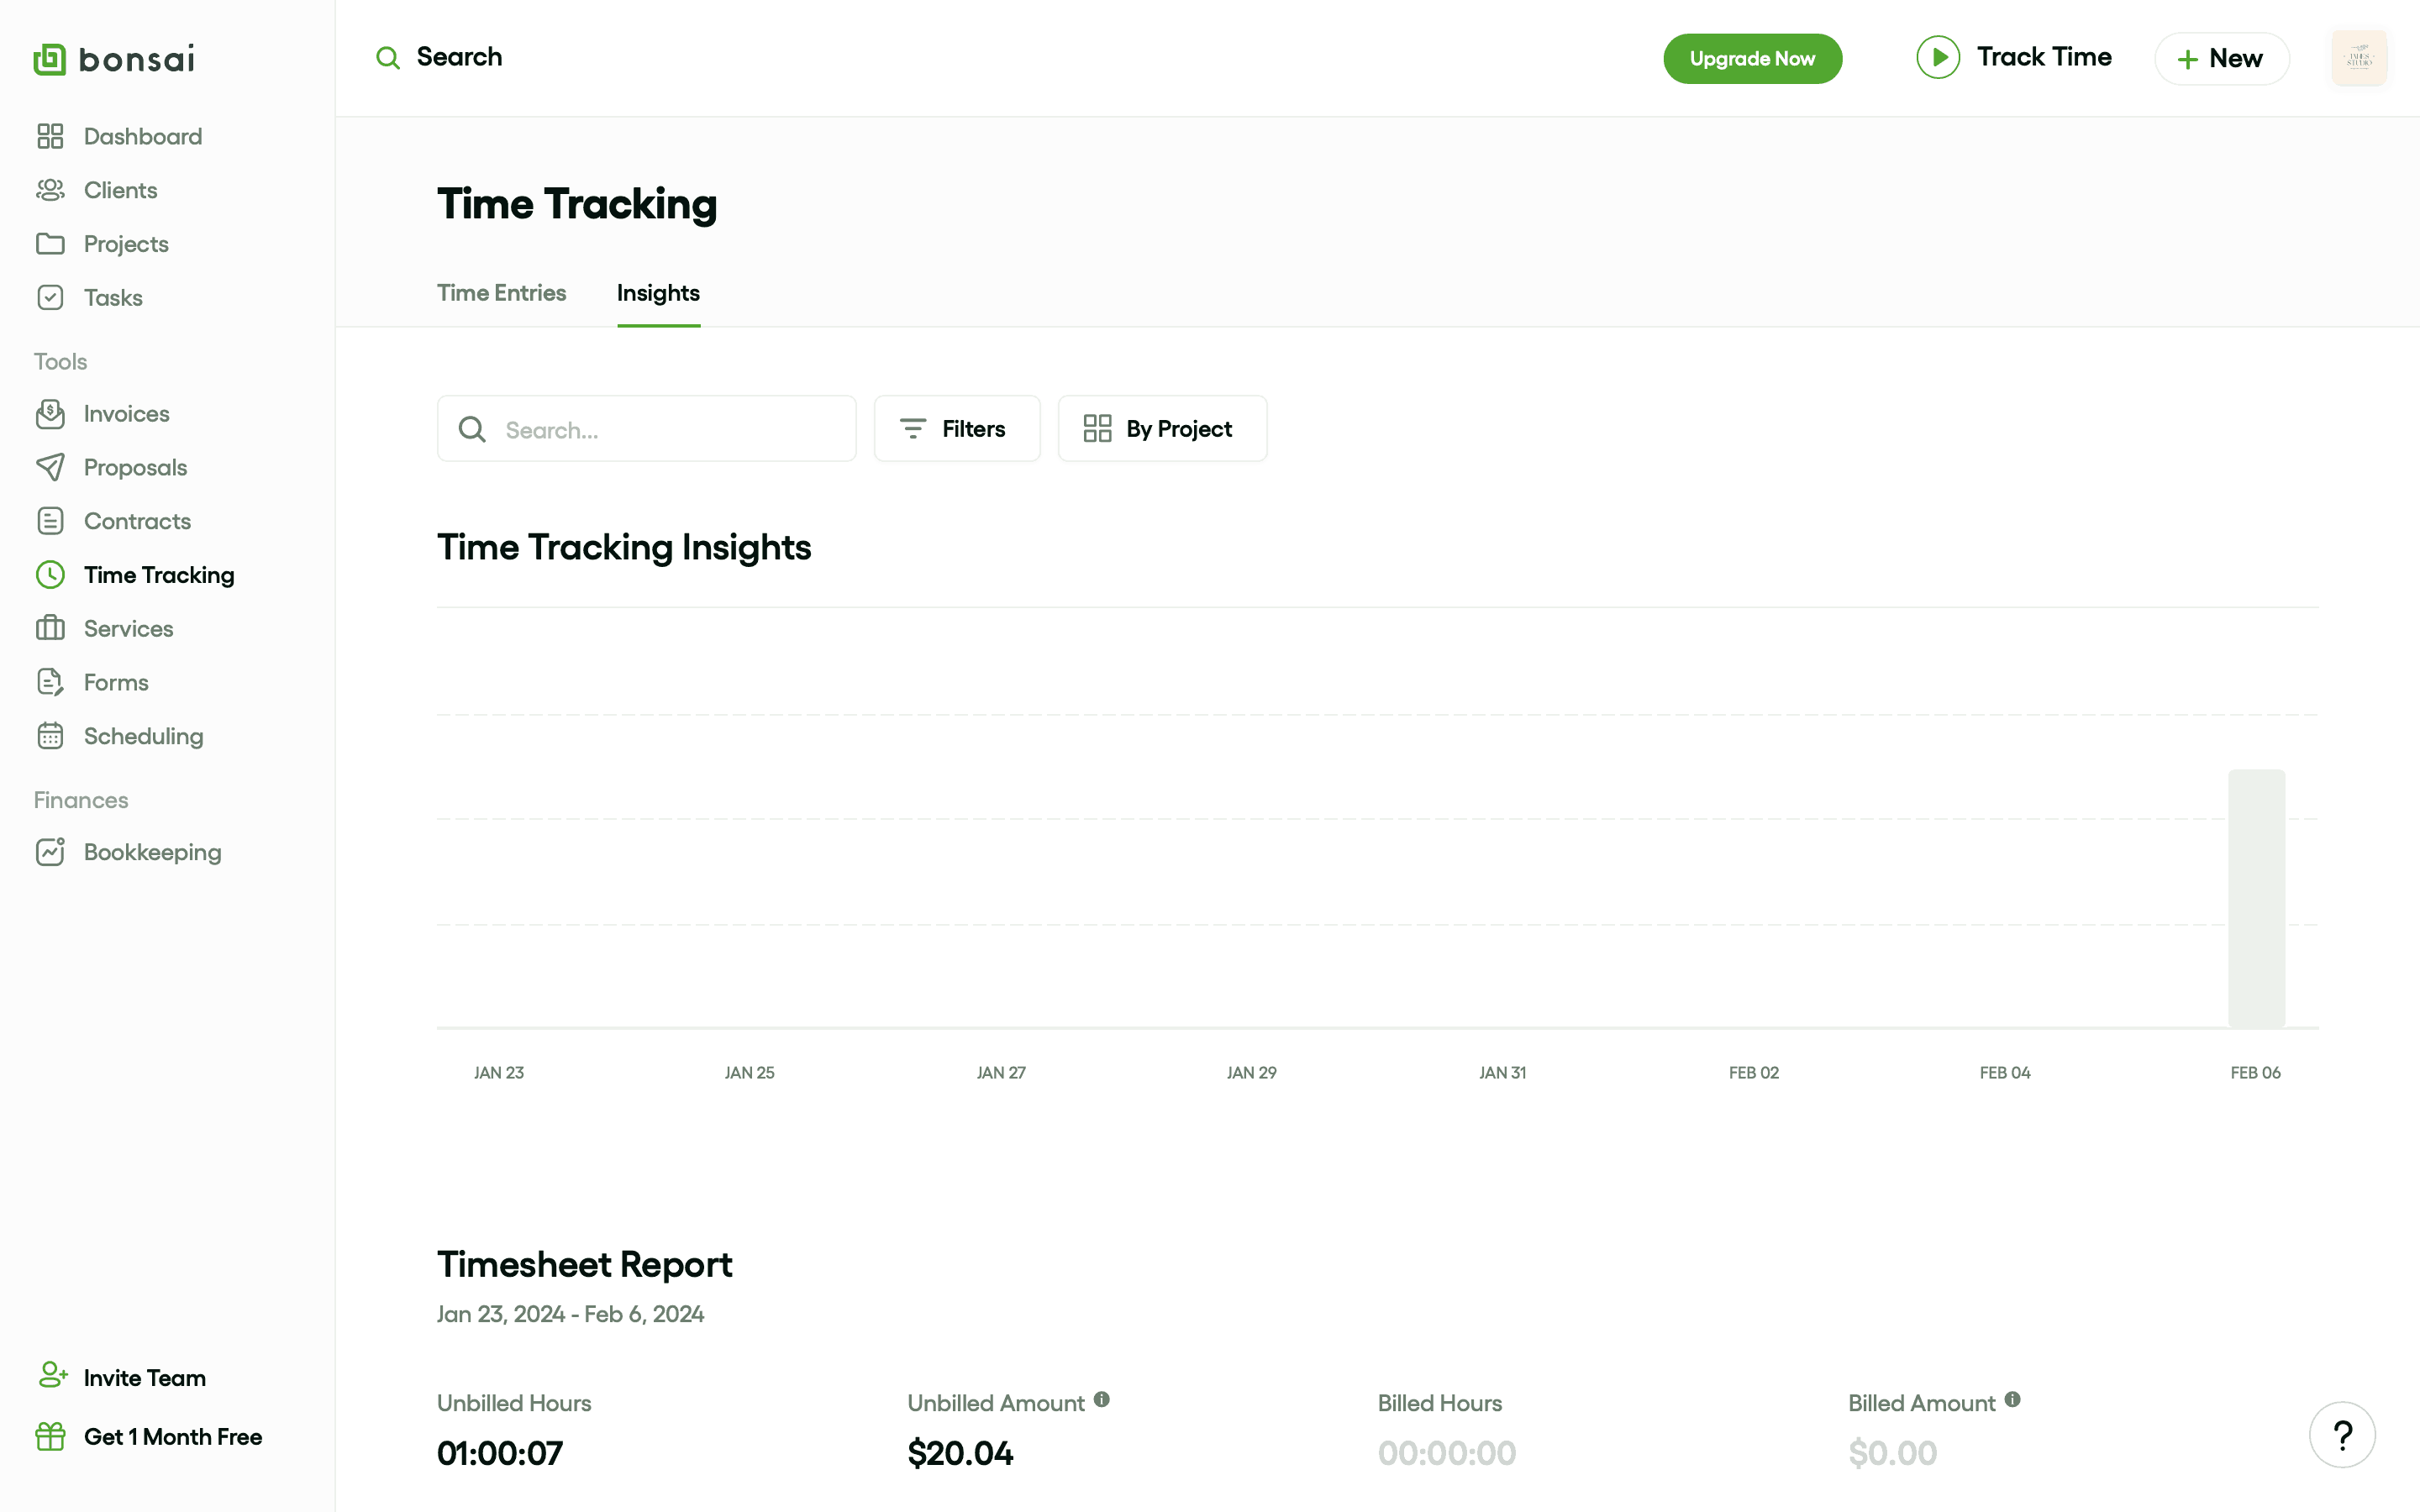 bonsai
Search
Upgrade Now
Track Time
New
JAMES
STUDIO
Dashboard
Clients
Projects
Tasks
Tools
Invoices
Proposals
Contracts
Time Tracking
Services
Forms
Scheduling
Finances
Bookkeeping
Invite Team
Get 1 Month Free
Time Tracking
Time Entries
Insights
Search...
Filters
By Project
Time Tracking Insights
JAN 23
JAN 25
JAN 27
JAN 29
JAN 31
FEB 02
FEB 04
FEB 06
Timesheet Report
Jan 23, 2024 - Feb 6, 2024
Unbilled Hours
01:00:07
Unbilled Amount
$20.04
Billed Hours
00:00:00
Billed Amount
$0.00
?